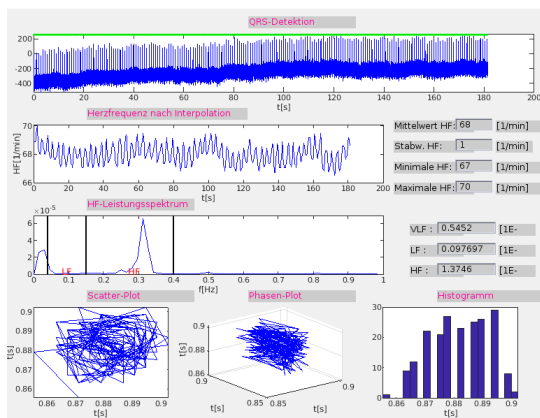 QRS-Detektion
200
0
-200
-400
0 20 40 60 80 100 120 140 160 180 200
t[s]
Herzfrequenz nach Interpolation
HF[1/min]
70
68
66
0 20 40 60 80 100 120 140 160 180 200
t[s]
Mittelwert HF: 68 [1/min]
Stabw. HF: 1 [1/min]
Minimale HF: 67 [1/min]
Maximale HF: 70 [1/min]
HF-Leistungsspektrum
×10-5
6
4
2
0
LF HF
0 0.1 0.2 0.3 0.4 0.5 0.6 0.7 0.8 0.9 1
f[Hz]
VLF: 0.5452 [1E-
LF : 0.097697 [1E-
HF : 1.3746 [1E-
Scatter-Plot
t[s]
0.9
0.89
0.88
0.87
0.86
0.86 0.87 0.88 0.89 0.9
t[s]
Phasen-Plot
t[s]
0.9
0.88
0.86
0.9
0.85
0.85
0.9
t[s] t[s]
Histogramm
30
20
10
0
0.86 0.87 0.88 0.89 0.9
t[s]